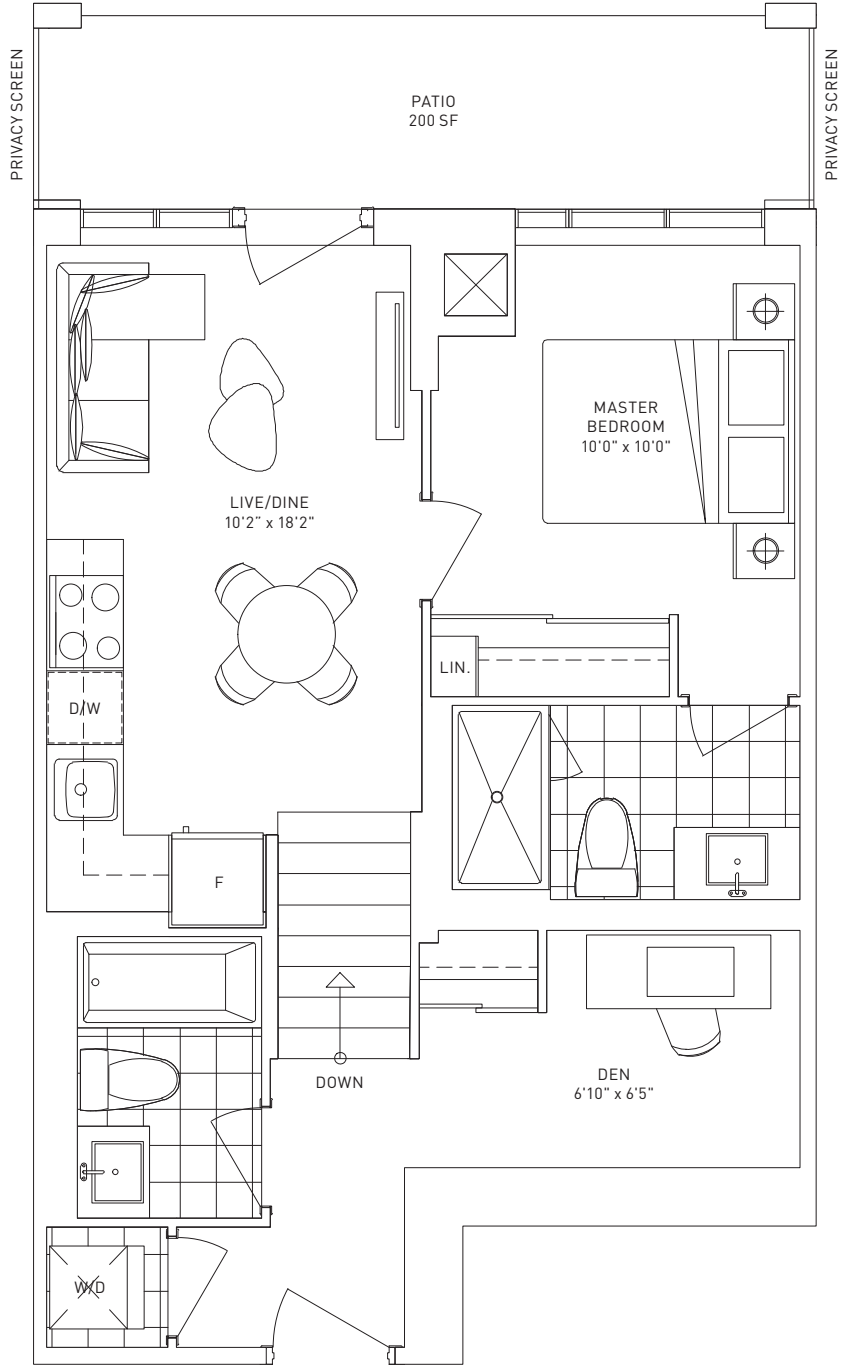 PRIVACY SCREEN
PATIO
200 SF
PRIVACY SCREEN
MASTER
BEDROOM
10'0" x 10'0"
LIVE/DINE
10'2” x 18'2"
LIN.
D/W
F
DOWN
DEN
6'10" x 6'5"
W/D